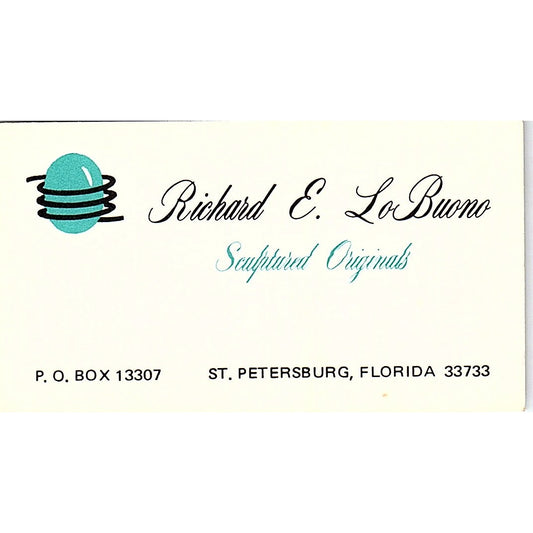 Richard E. LoBuono
Sculptured Originals
P. O. BOX 13307 ST. PETERSBURG, FLORIDA 33733